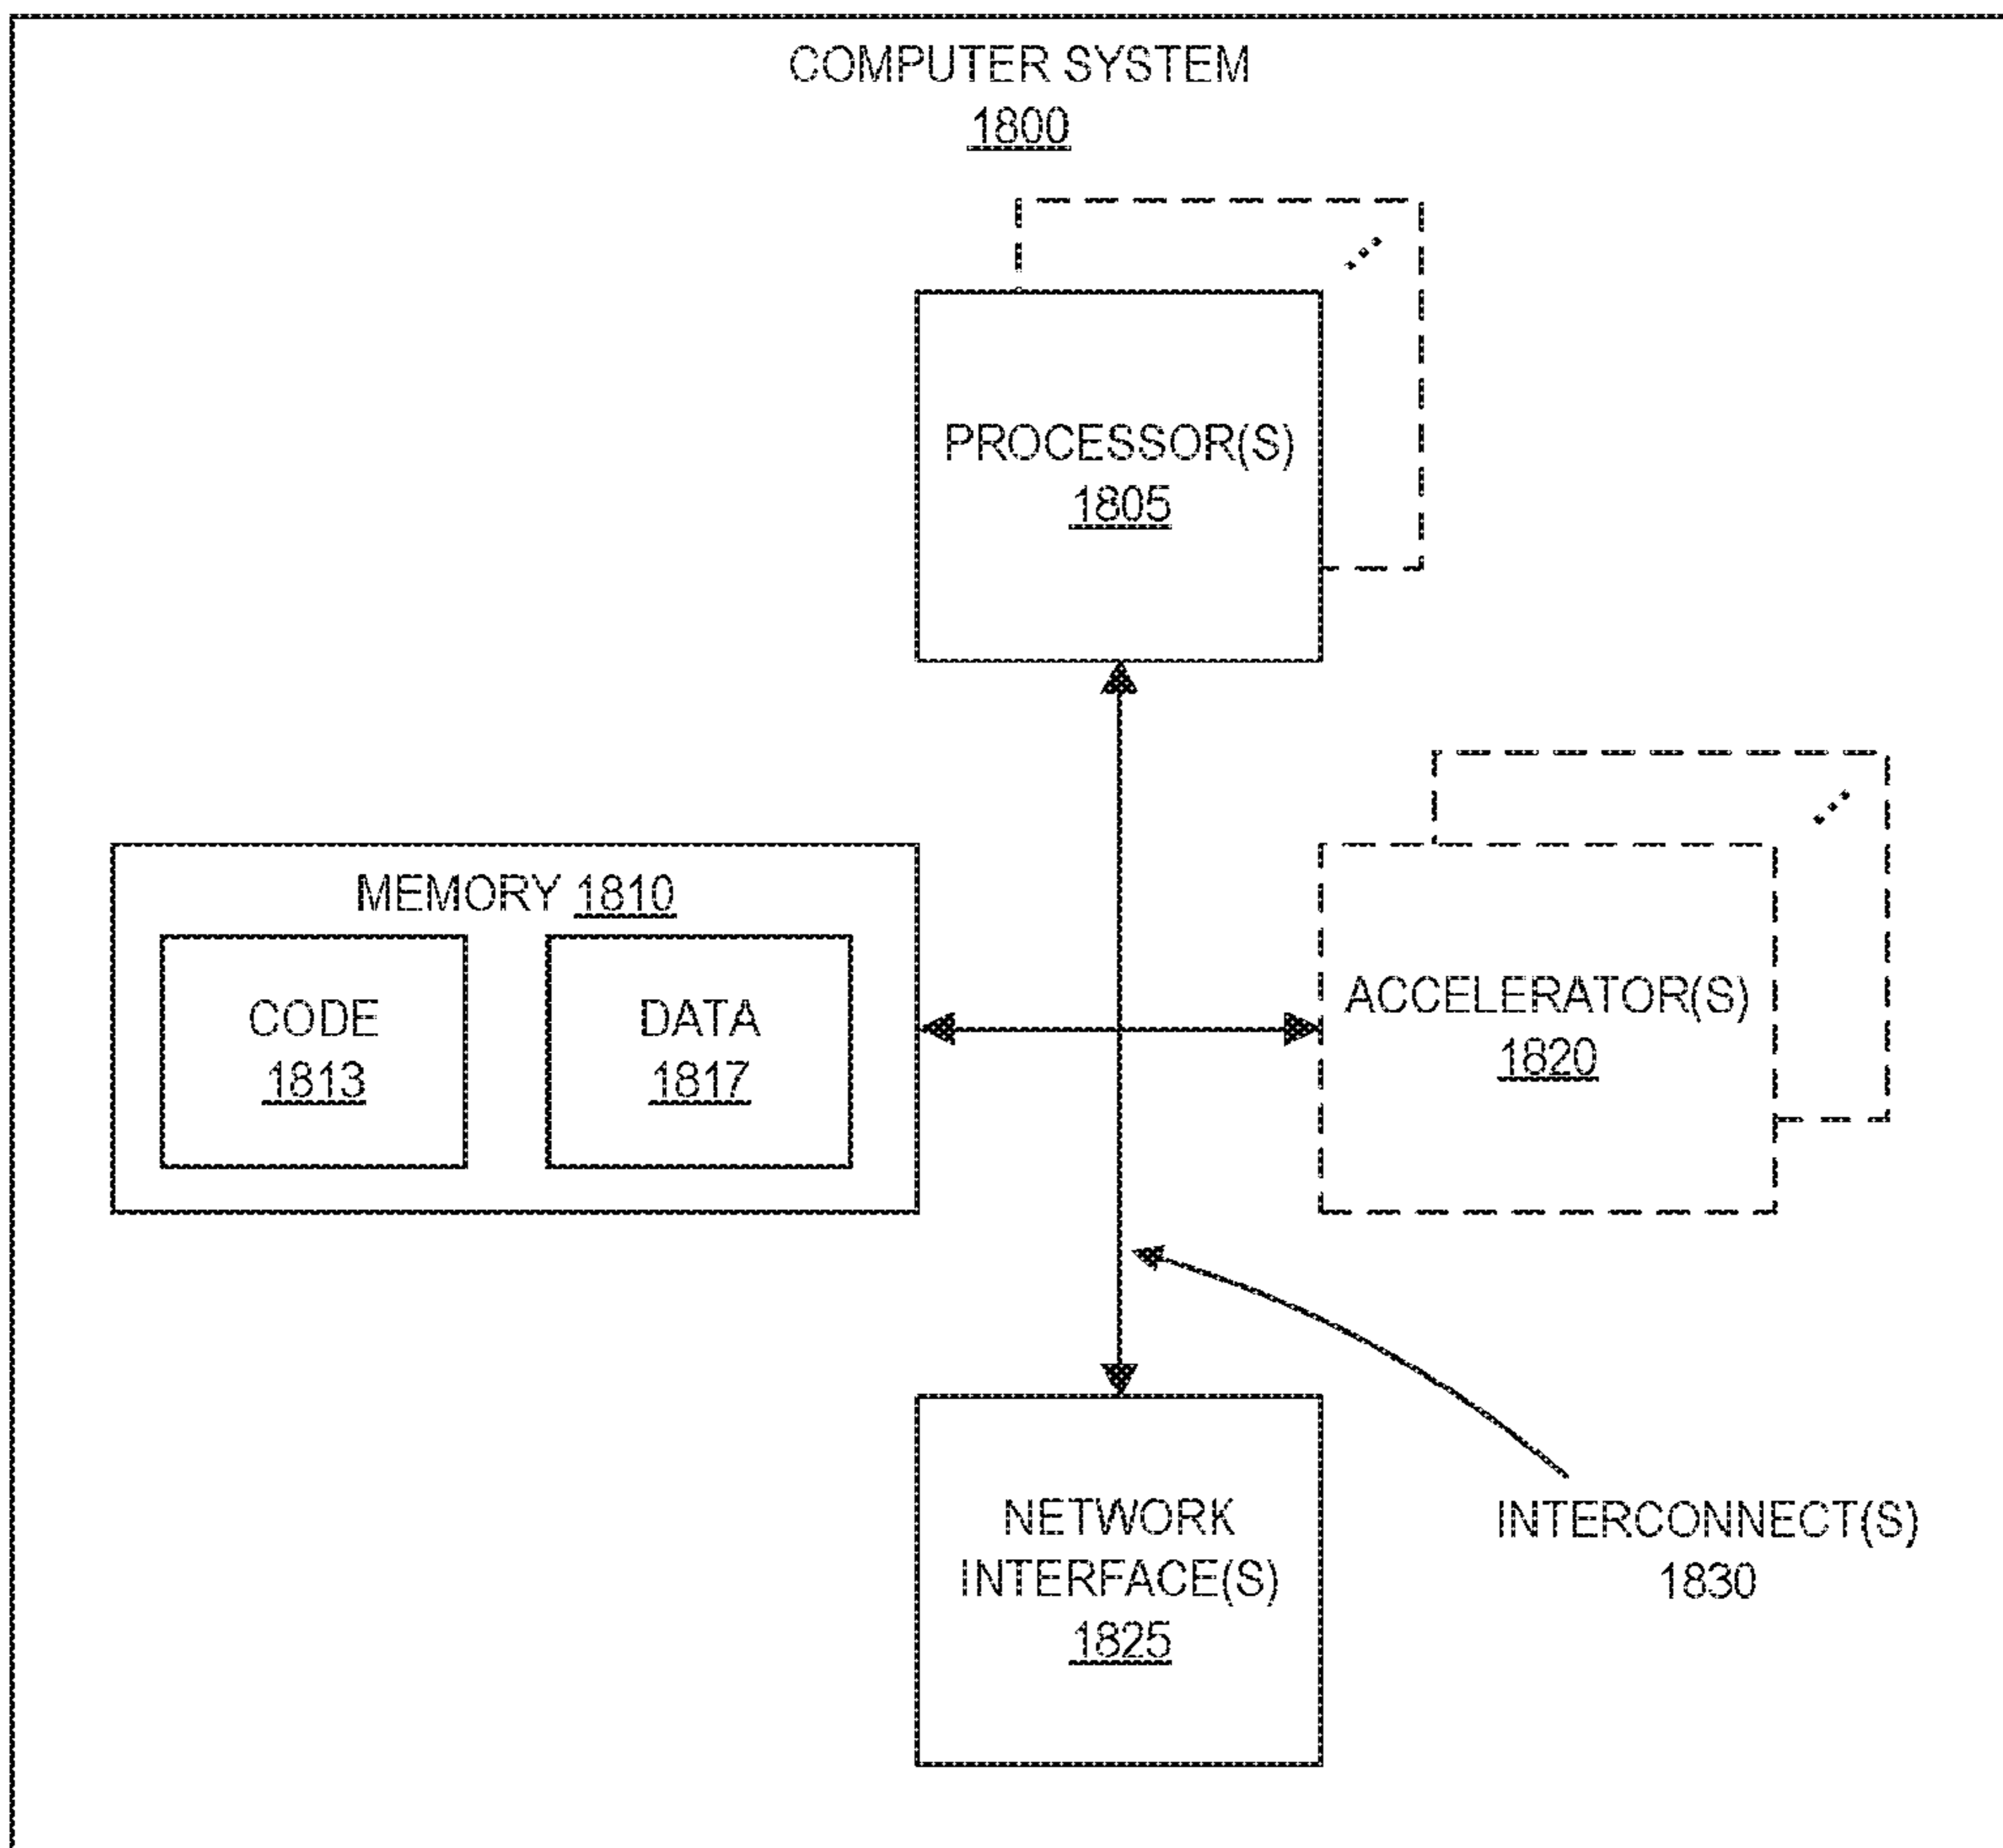 COMPUTER SYSTEM
1800
PROCESSOR(S)
1805
MEMORY 1810
CODE
1813
DATA
1817
ACCELERATOR(S)
1820
NETWORK
INTERFACE(S)
1825
INTERCONNECT(S)
1830